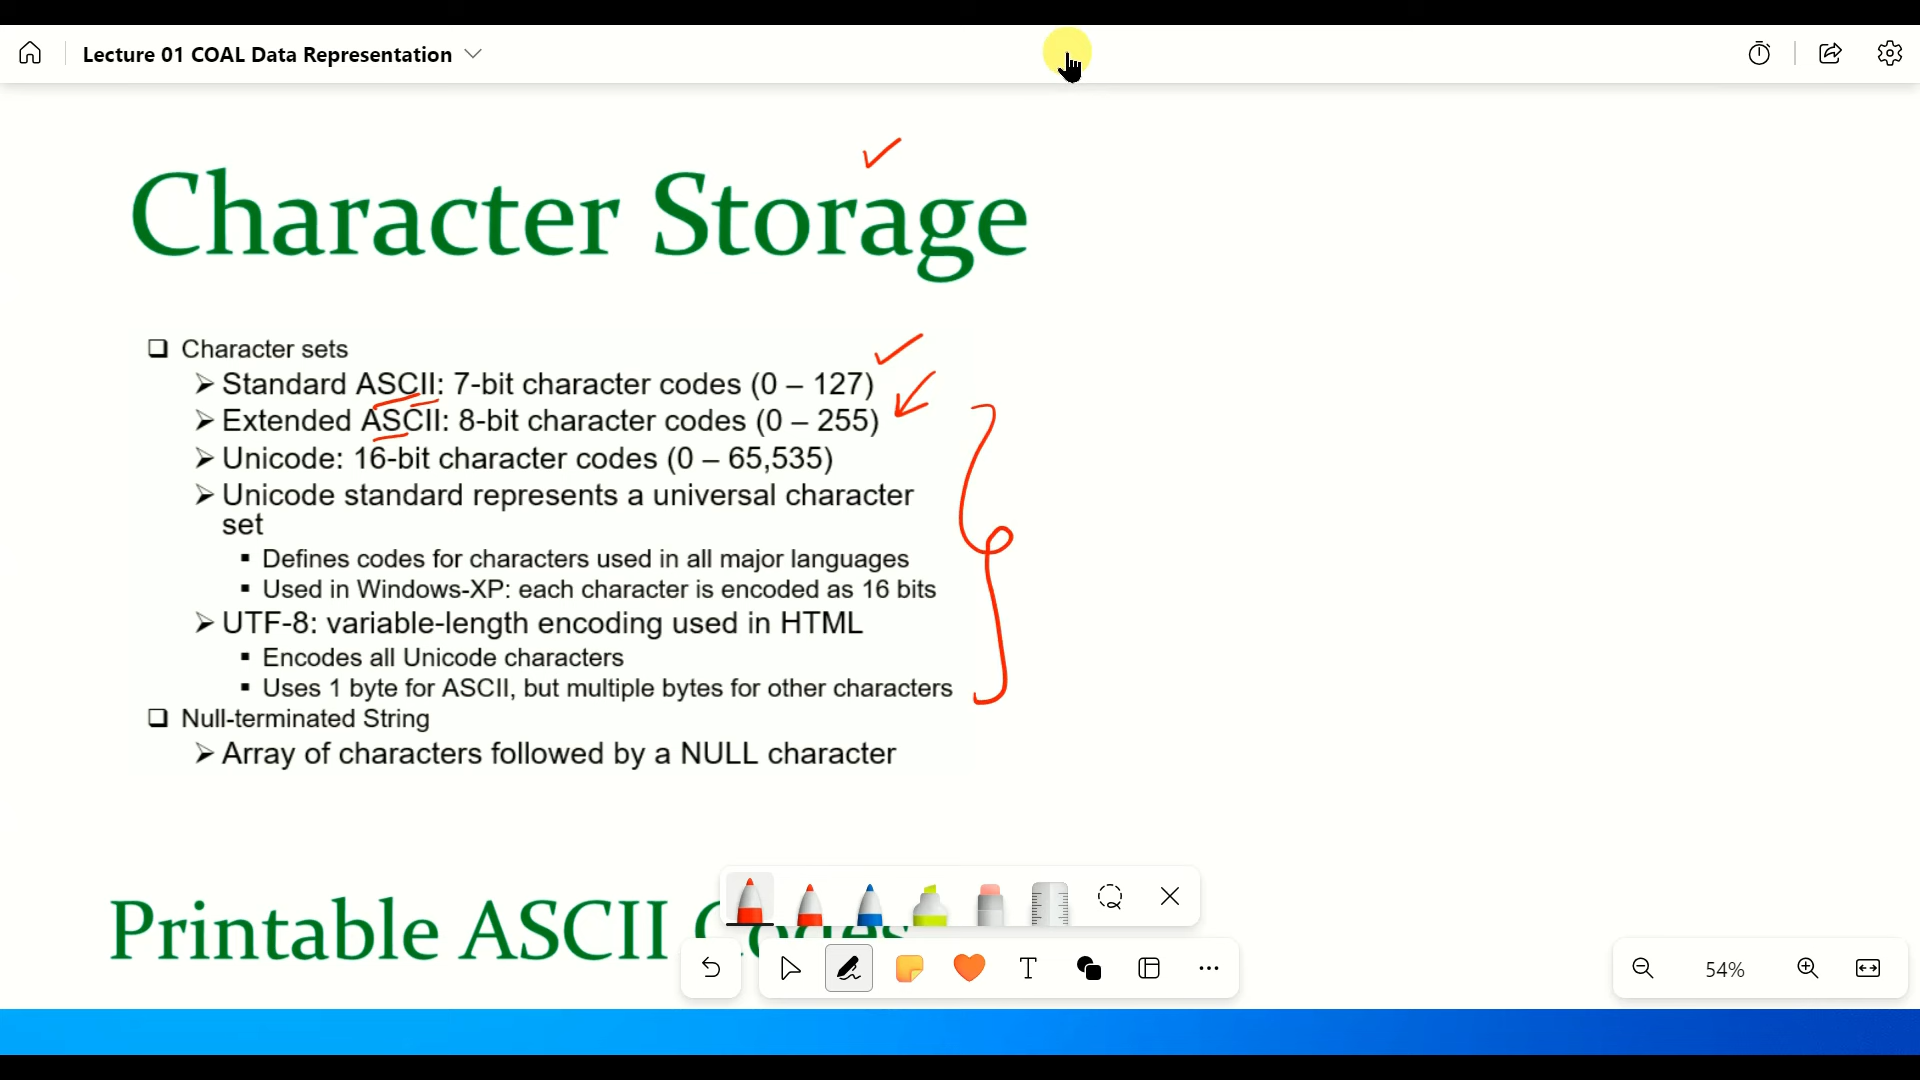 Lecture 01 COAL Data Representation
Character Storage
❑ Character sets
➢ Standard ASCII: 7-bit character codes (0 – 127)
➢ Extended ASCII: 8-bit character codes (0 – 255)
➢ Unicode: 16-bit character codes (0 – 65,535)
➢ Unicode standard represents a universal character
set
▪ Defines codes for characters used in all major languages
▪ Used in Windows-XP: each character is encoded as 16 bits
➢ UTF-8: variable-length encoding used in HTML
▪ Encodes all Unicode characters
▪ Uses 1 byte for ASCII, but multiple bytes for other characters
❑ Null-terminated String
➢ Array of characters followed by a NULL character
Printable ASCII Codes
54%